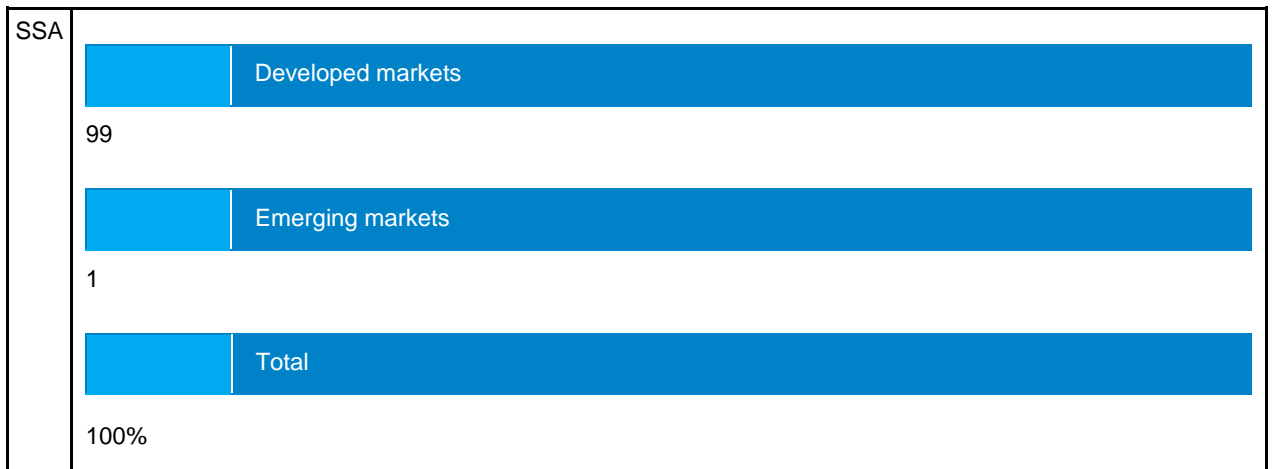 SSA
Developed markets
99
Emerging markets
1
Total
100%